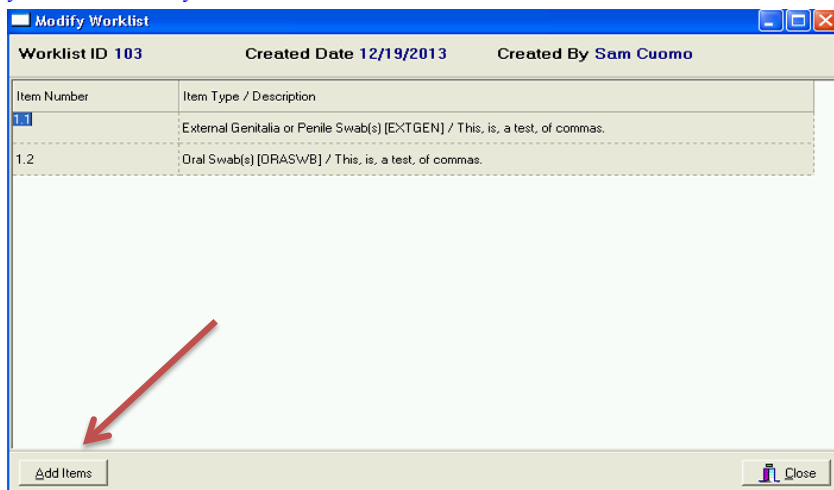 Modify Worklist
Worklist ID 103 Created Date 12/19/2013 Created By Sam Cuomo
Item Number Item Type / Description
1.1 External Genitalia or Penile Swab(s) [EXTGEN] / This, is, a test, of commas.
1.2 Oral Swab(s) [ORASWB] / This, is, a test, of commas.
Add Items Close